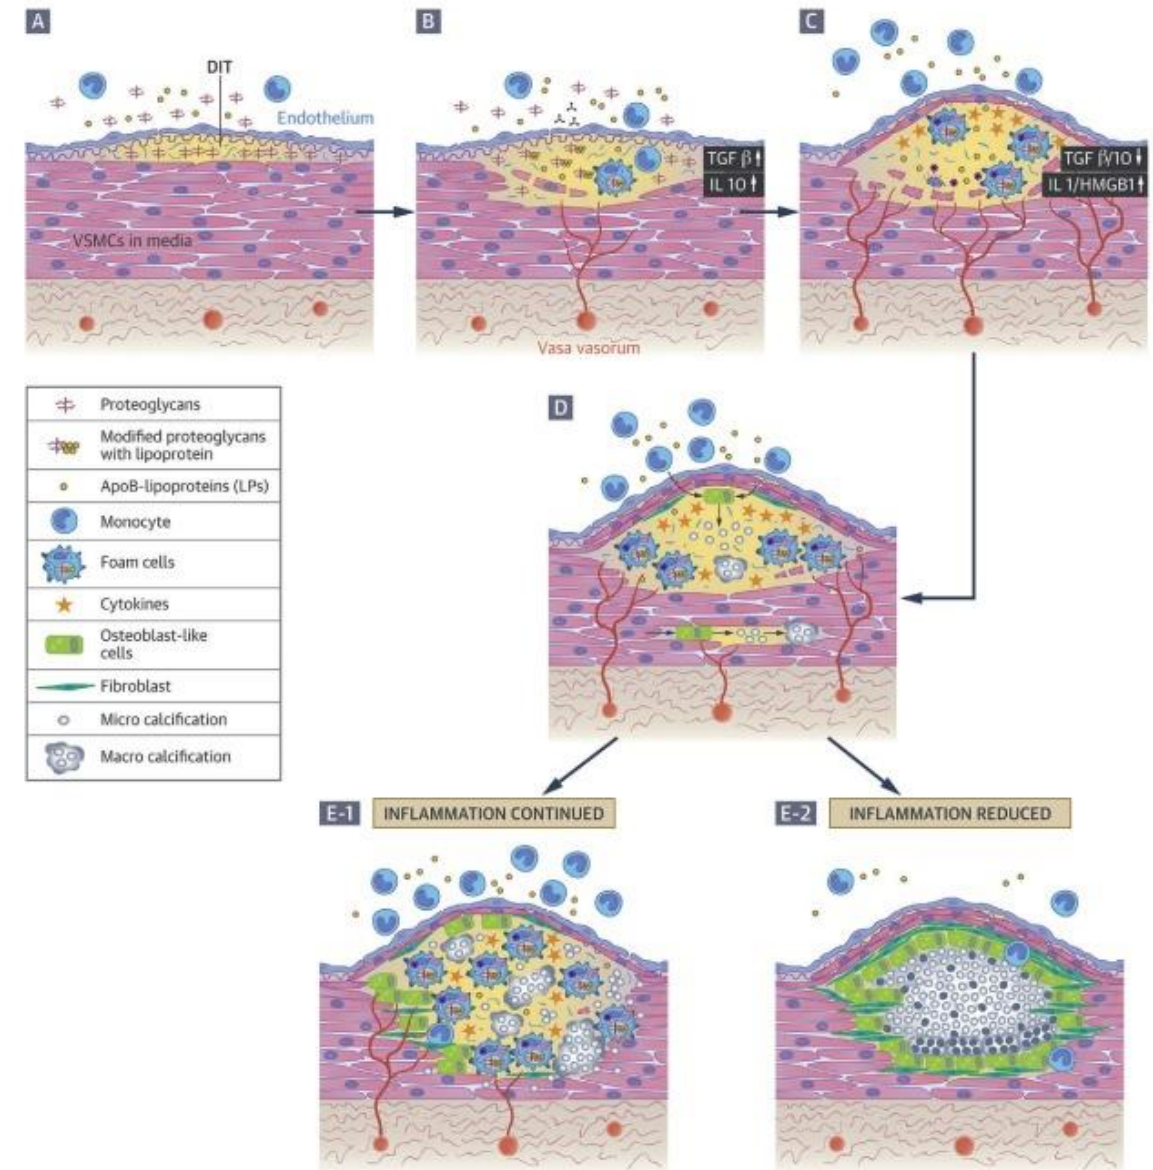 A
DIT
Endothelium
VSMCs in media
B
TGF β
IL 10
Vasa vasorum
C
TGF β/10
IL 1/HMGB1
Proteoglycans
Modified proteoglycans
with lipoprotein
ApoB-lipoproteins (LPs)
Monocyte
Foam cells
Cytokines
Osteoblast-like
cells
Fibroblast
Micro calcification
Macro calcification
D
E-1
INFLAMMATION CONTINUED
E-2
INFLAMMATION REDUCED